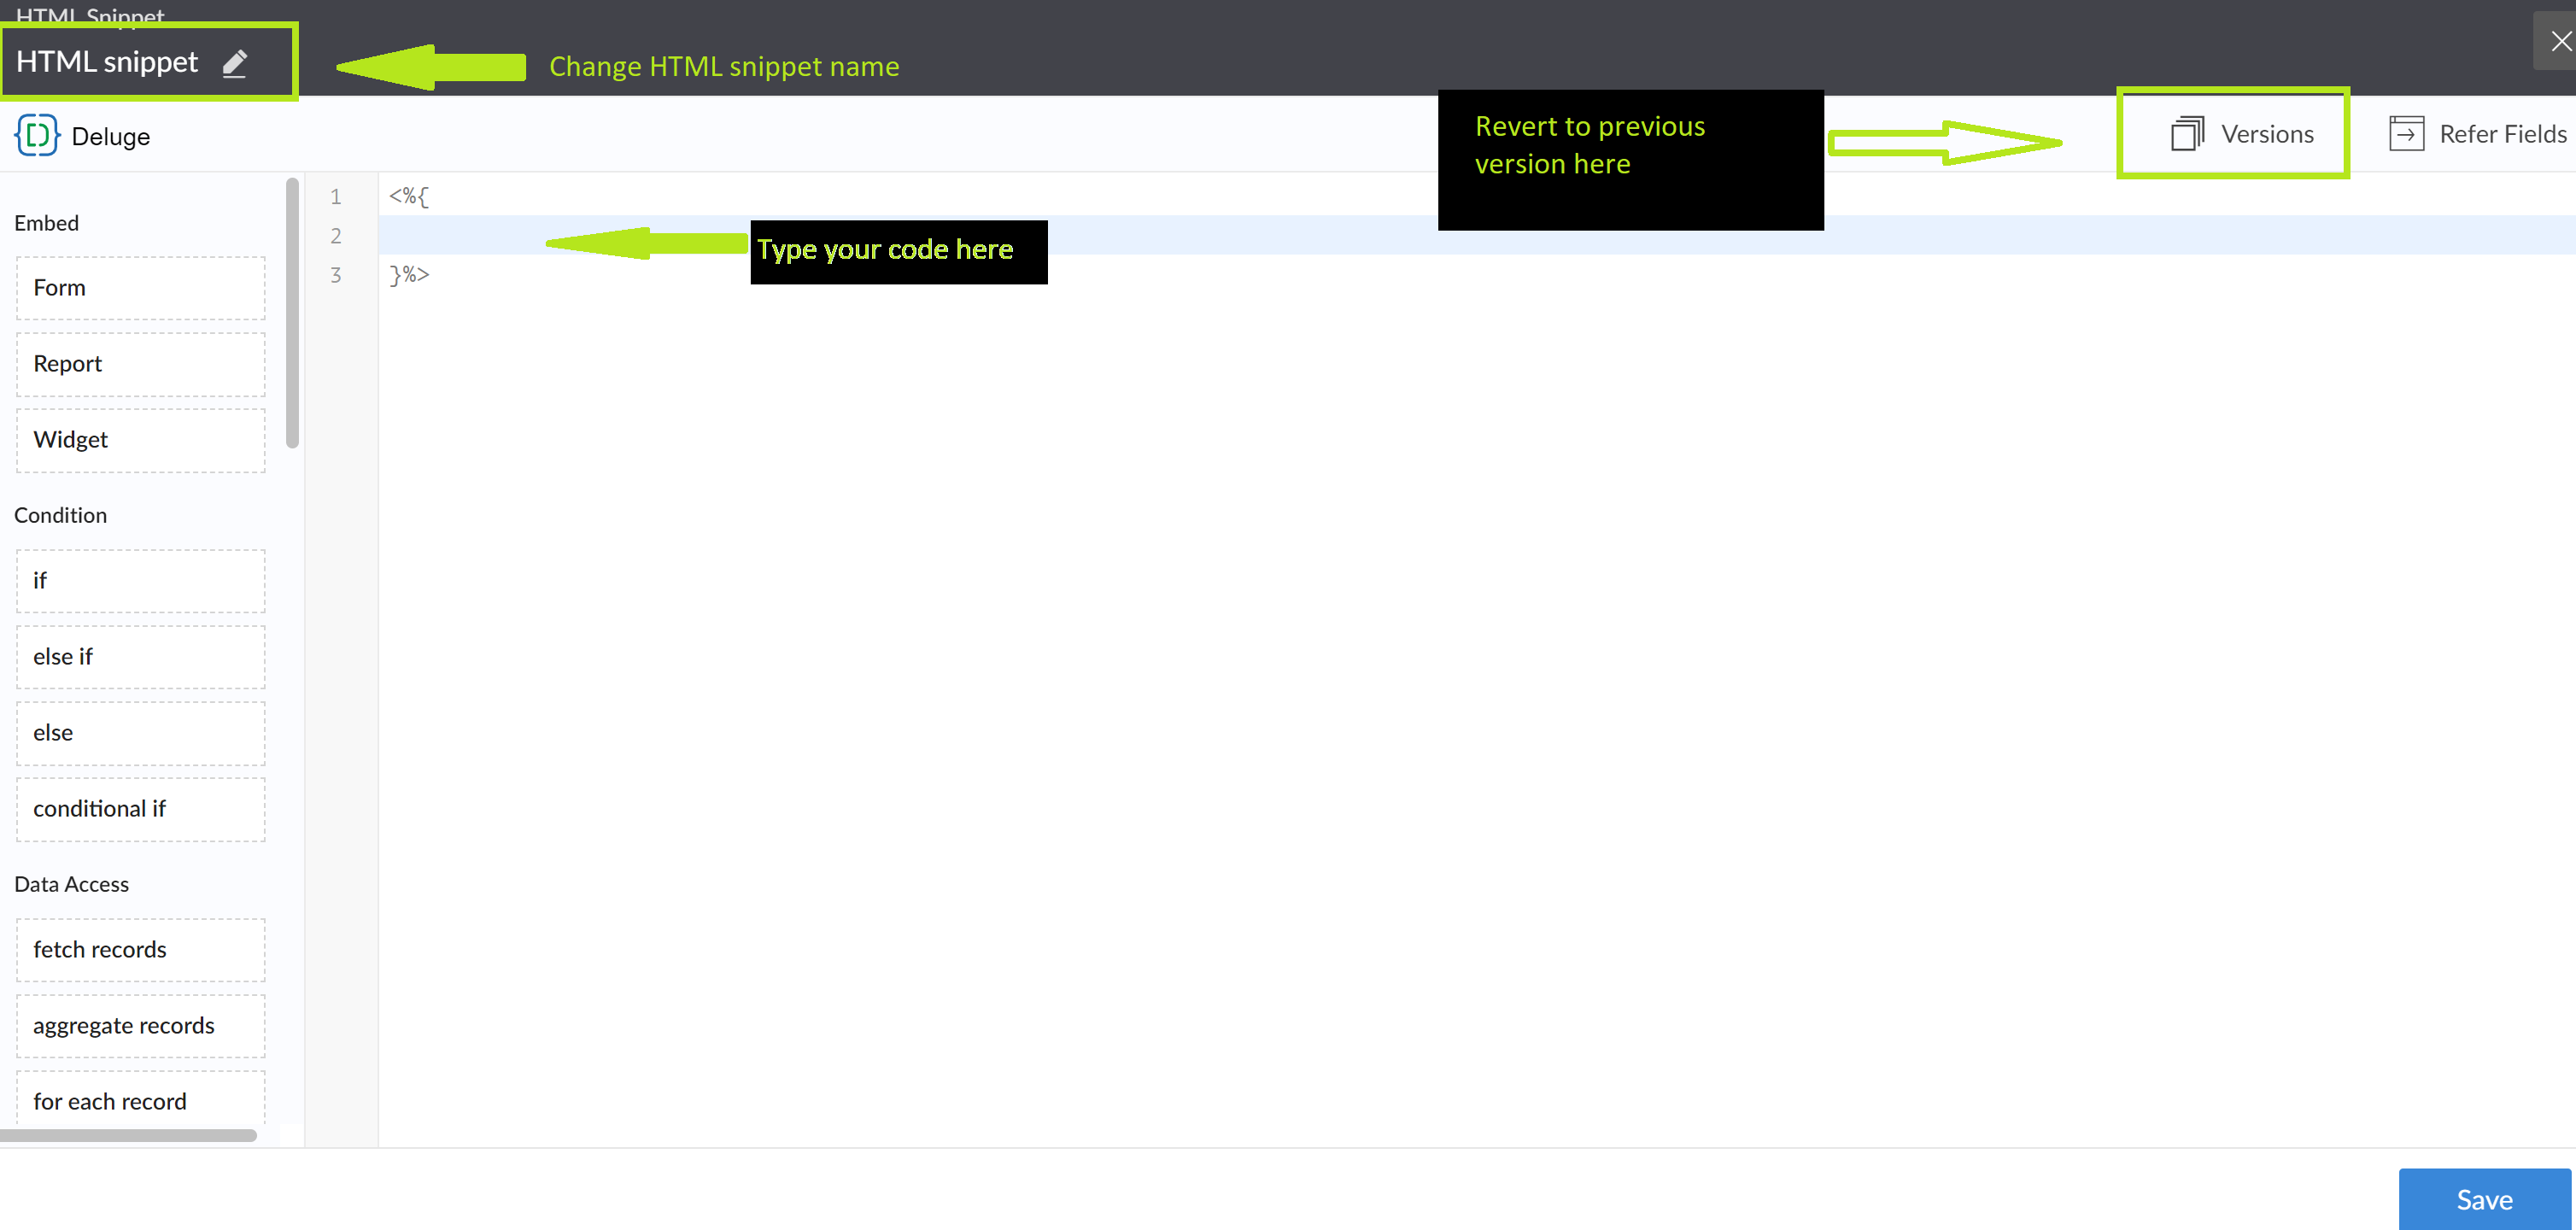 HTML Snippet
HTML snippet
Change HTML snippet name
Deluge
Revert to previous
version here
Versions
Refer Fields
Embed
Form
Report
Widget
Condition
if
else if
else
conditional if
Data Access
fetch records
aggregate records
for each record
1 <%{
2
Type your code here
3 }%>
Save